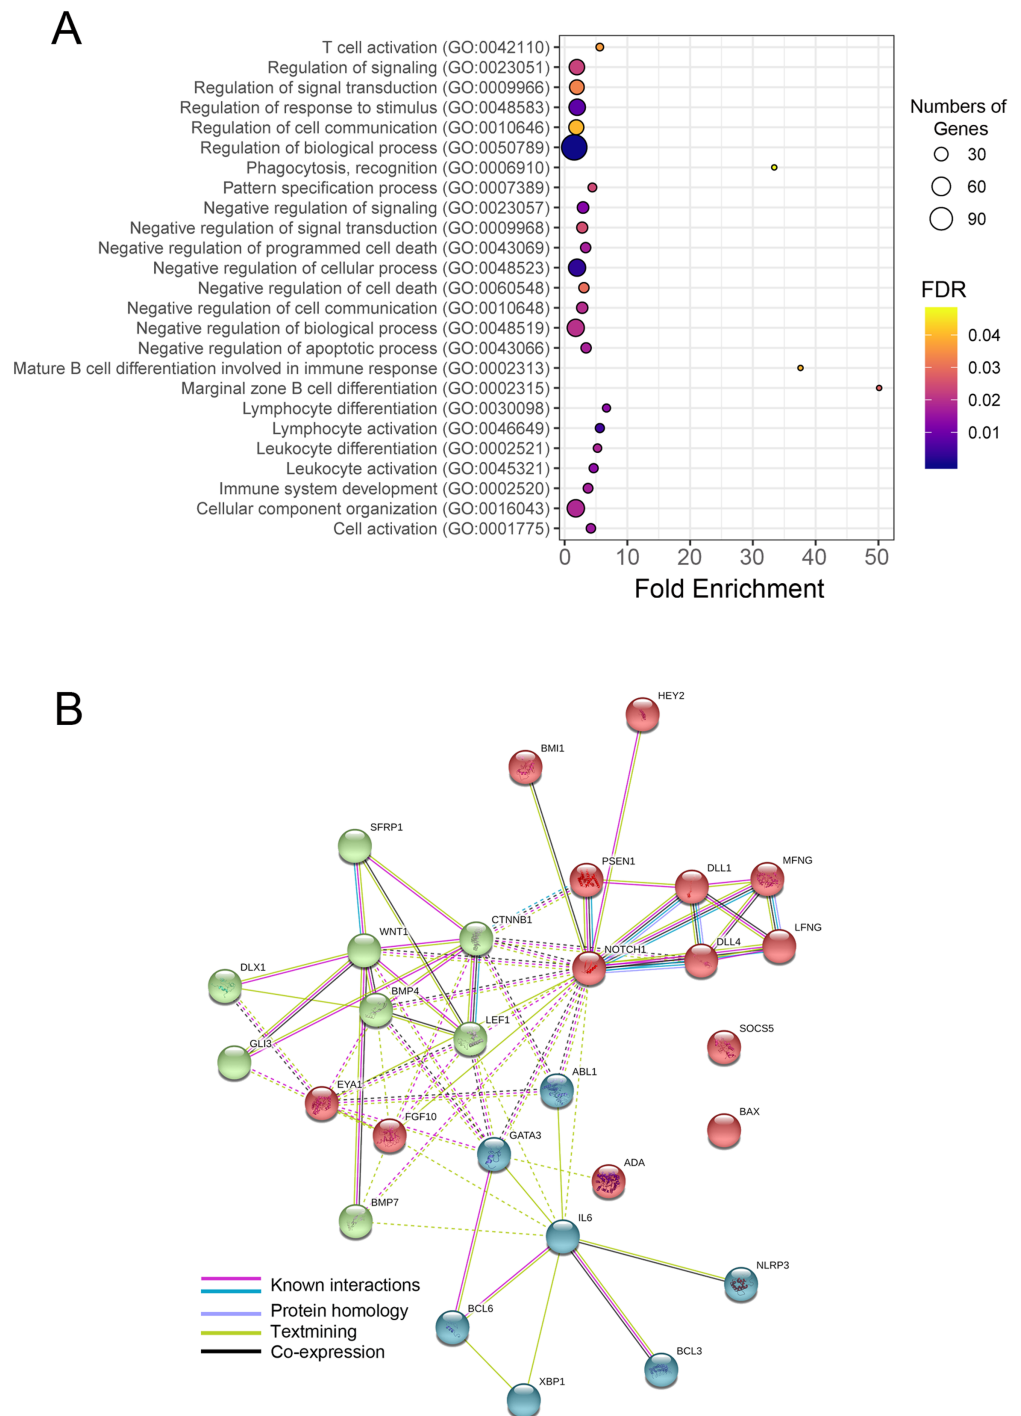 A
T cell activation (GO:0042110)
Regulation of signaling (GO:0023051)
Regulation of signal transduction (GO:0009966)
Regulation of response to stimulus (GO:0048583)
Regulation of cell communication (GO:0010646)
Regulation of biological process (GO:0050789)
Phagocytosis, recognition (GO:0006910)
Pattern specification process (GO:0007389)
Negative regulation of signaling (GO:0023057)
Negative regulation of signal transduction (GO:0009968)
Negative regulation of programmed cell death (GO:0043069)
Negative regulation of cellular process (GO:0048523)
Negative regulation of cell death (GO:0060548)
Negative regulation of cell communication (GO:0010648)
Negative regulation of biological process (GO:0048519)
Negative regulation of apoptotic process (GO:0043066)
Mature B cell differentiation involved in immune response (GO:0002313)
Marginal zone B cell differentiation (GO:0002315)
Lymphocyte differentiation (GO:0030098)
Lymphocyte activation (GO:0046649)
Leukocyte differentiation (GO:0002521)
Leukocyte activation (GO:0045321)
Immune system development (GO:0002520)
Cellular component organization (GO:0016043)
Cell activation (GO:0001775)
0 10 20 30 40 50
Fold Enrichment
Numbers of
Genes
30
60
90
FDR
0.04
0.03
0.02
0.01
B
HEY2
BMI1
SFRP1
PSEN1
DLL1
MFNG
CTNNB1
LFNG
WNT1
NOTCH1
DLL4
DLX1
BMP4
LEF1
SOCS5
GLI3
ABL1
EYA1
FGF10
BAX
GATA3
ADA
BMP7
IL6
NLRP3
Known interactions
Protein homology
BCL6
Textmining
Co-expression
BCL3
XBP1